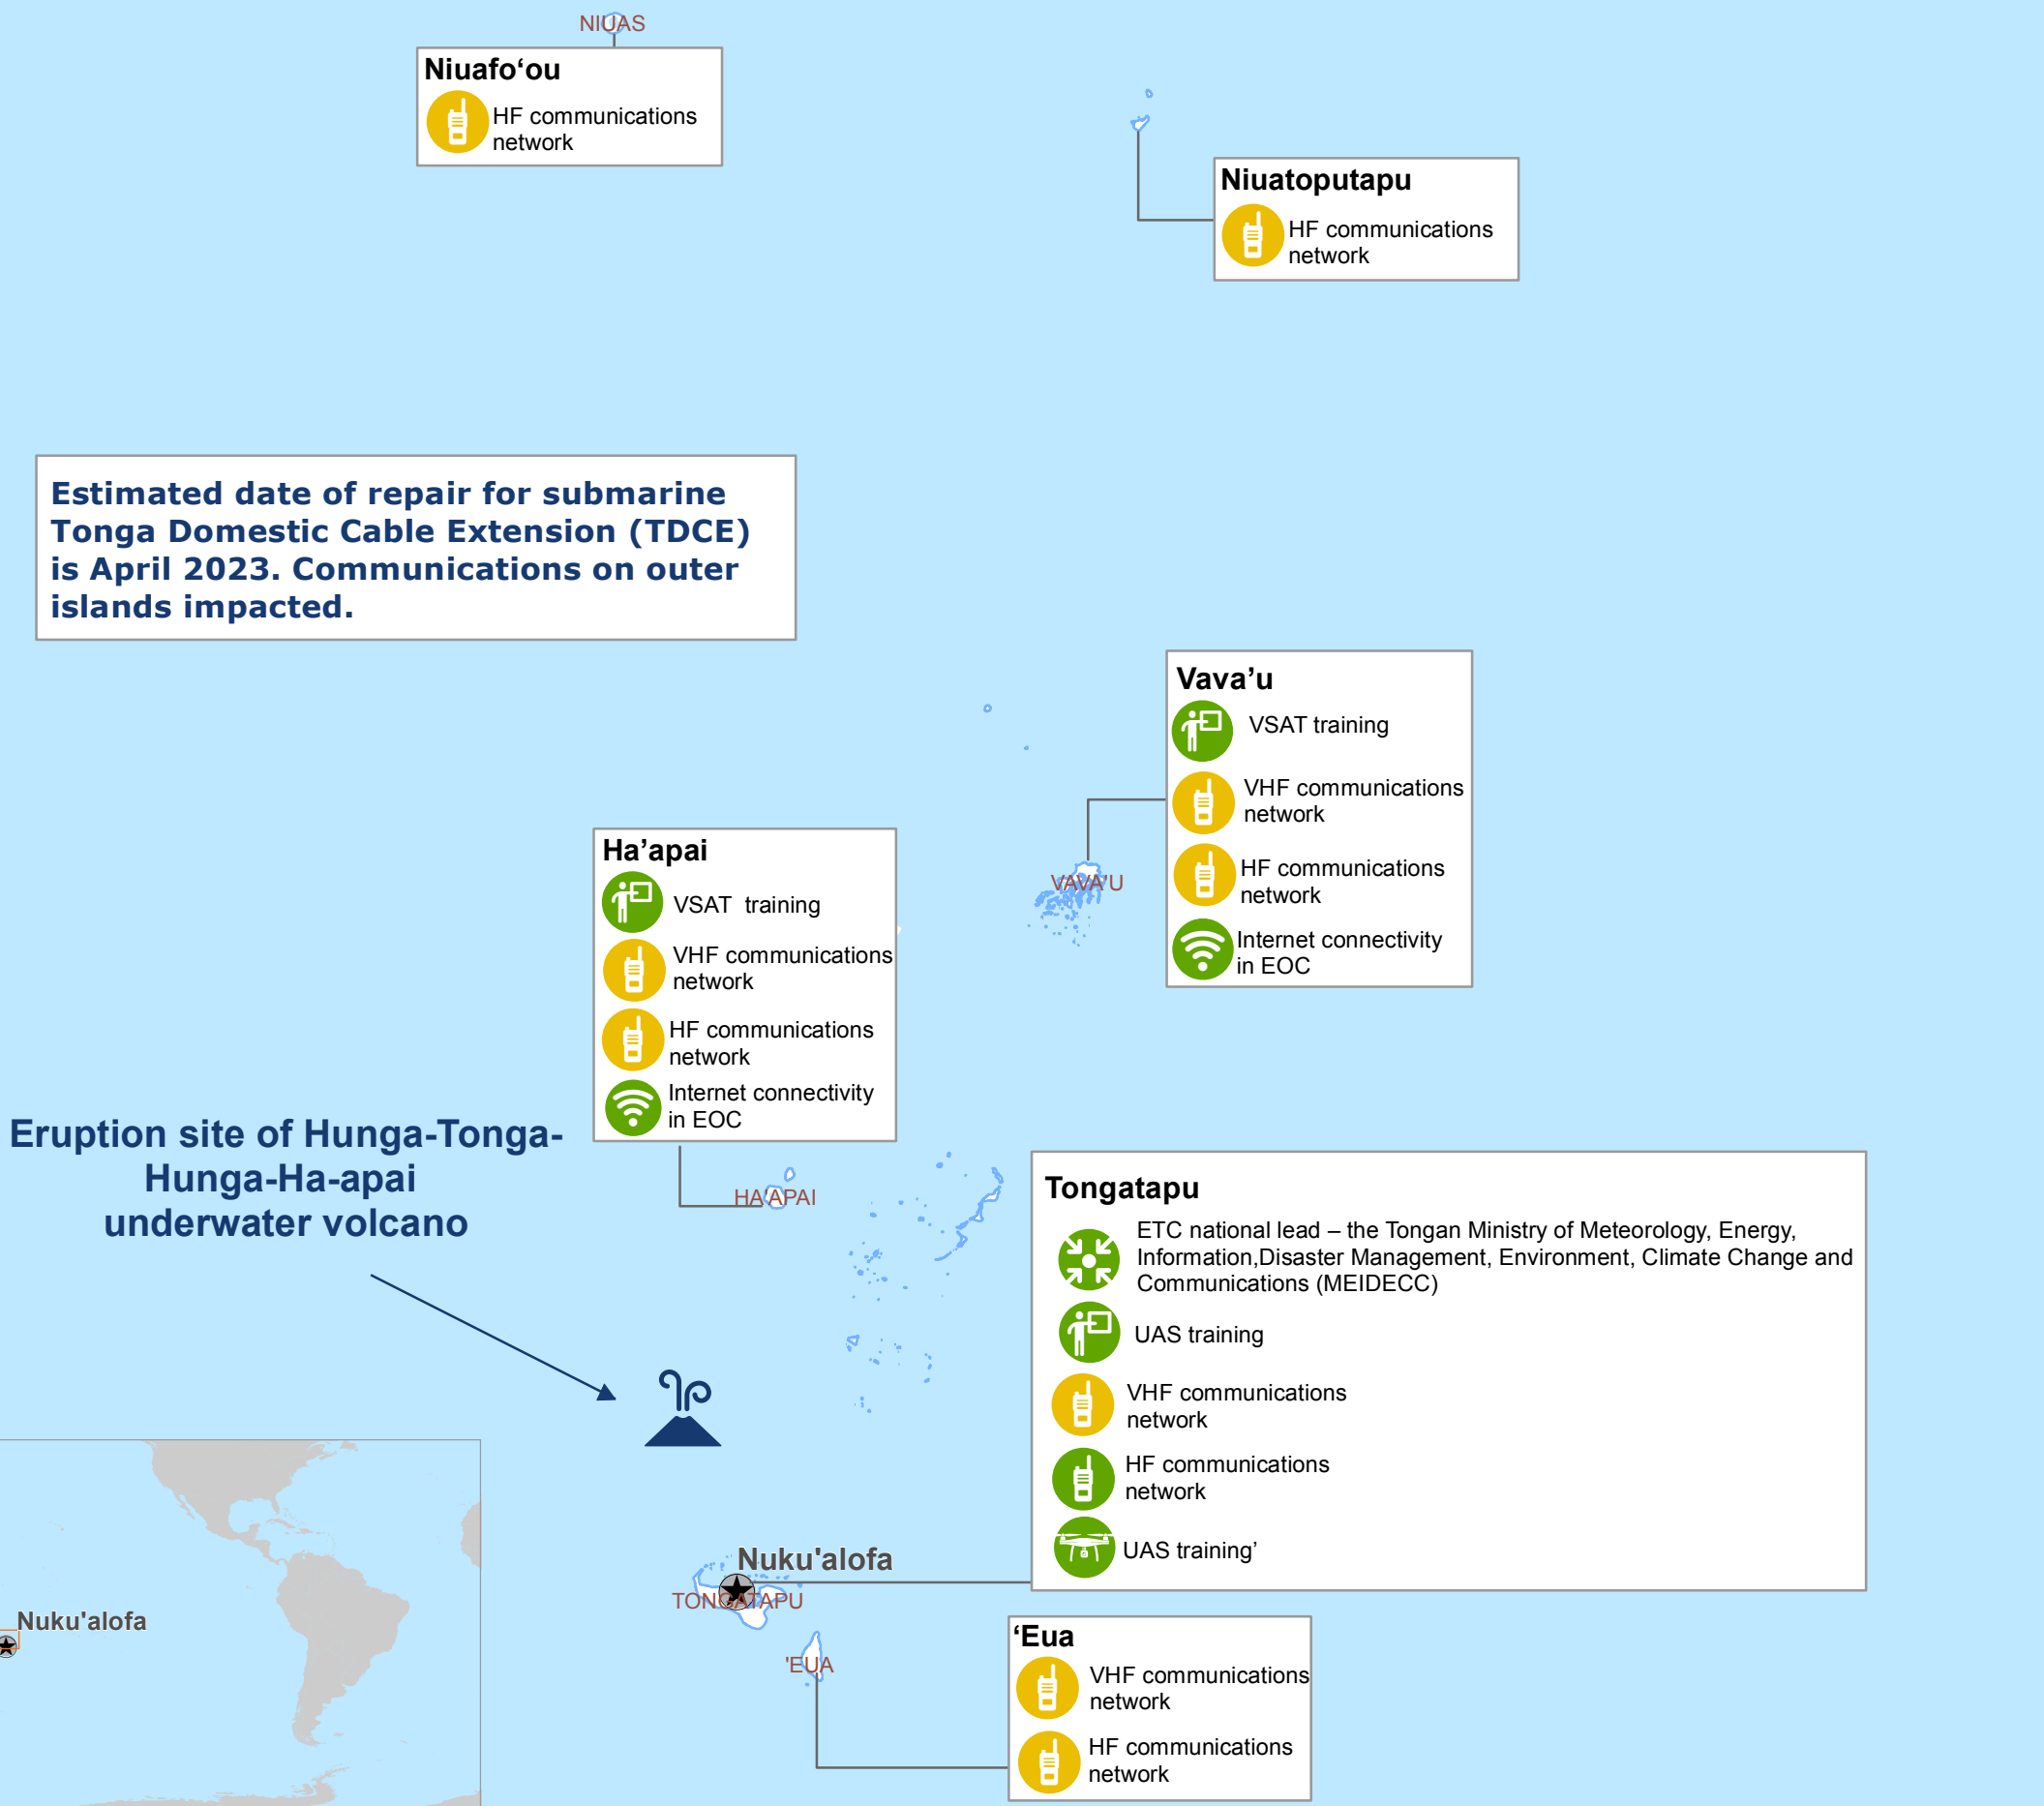 NIUAS
Niuafo‘ou
HF communications
network
Niuatoputapu
HF communications
network
Estimated date of repair for submarine
Tonga Domestic Cable Extension (TDCE)
is April 2023. Communications on outer
islands impacted.
Vava’u
VSAT training
VHF communications
network
HF communications
network
Internet connectivity
in EOC
VAVA'U
Ha’apai
VSAT training
VHF communications
network
HF communications
network
Internet connectivity
in EOC
HA'APAI
Eruption site of Hunga-Tonga-
Hunga-Ha-apai
underwater volcano
Tongatapu
ETC national lead – the Tongan Ministry of Meteorology, Energy,
Information,Disaster Management, Environment, Climate Change and
Communications (MEIDECC)
UAS training
VHF communications
network
HF communications
network
UAS training’
Nuku'alofa
TONGATAPU
'EUA
‘Eua
VHF communications
network
HF communications
network
Nuku'alofa